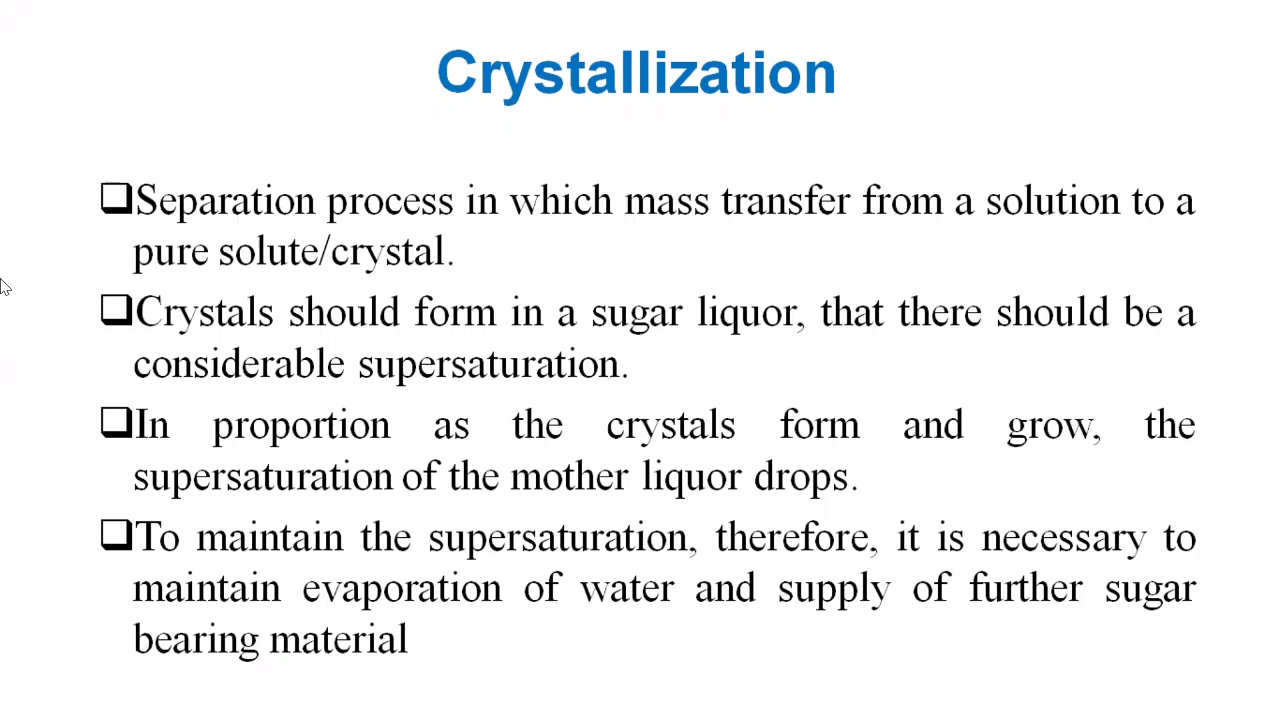 Crystallization
❑Separation process in which mass transfer from a solution to a
pure solute/crystal.
❑Crystals should form in a sugar liquor, that there should be a
considerable supersaturation.
❑In proportion as the crystals form and grow, the
supersaturation of the mother liquor drops.
❑To maintain the supersaturation, therefore, it is necessary to
maintain evaporation of water and supply of further sugar
bearing material